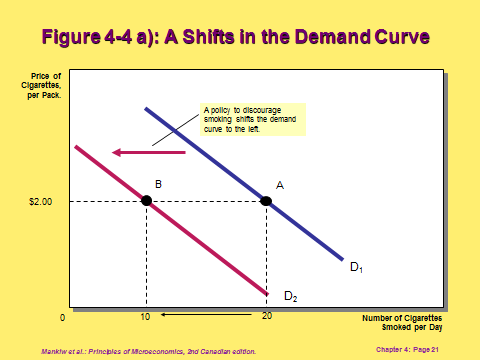 Figure 4-4 a): A Shifts in the Demand Curve
Price of
Cigarettes,
per Pack.
A policy to discourage
smoking shifts the demand
curve to the left.
B
A
$2.00
D1
D2
0
10
20
Number of Cigarettes
$moked per Day
Mankiw et al.: Principles of Microeconomics, 2nd Canadian edition.
Chapter 4: Page 21